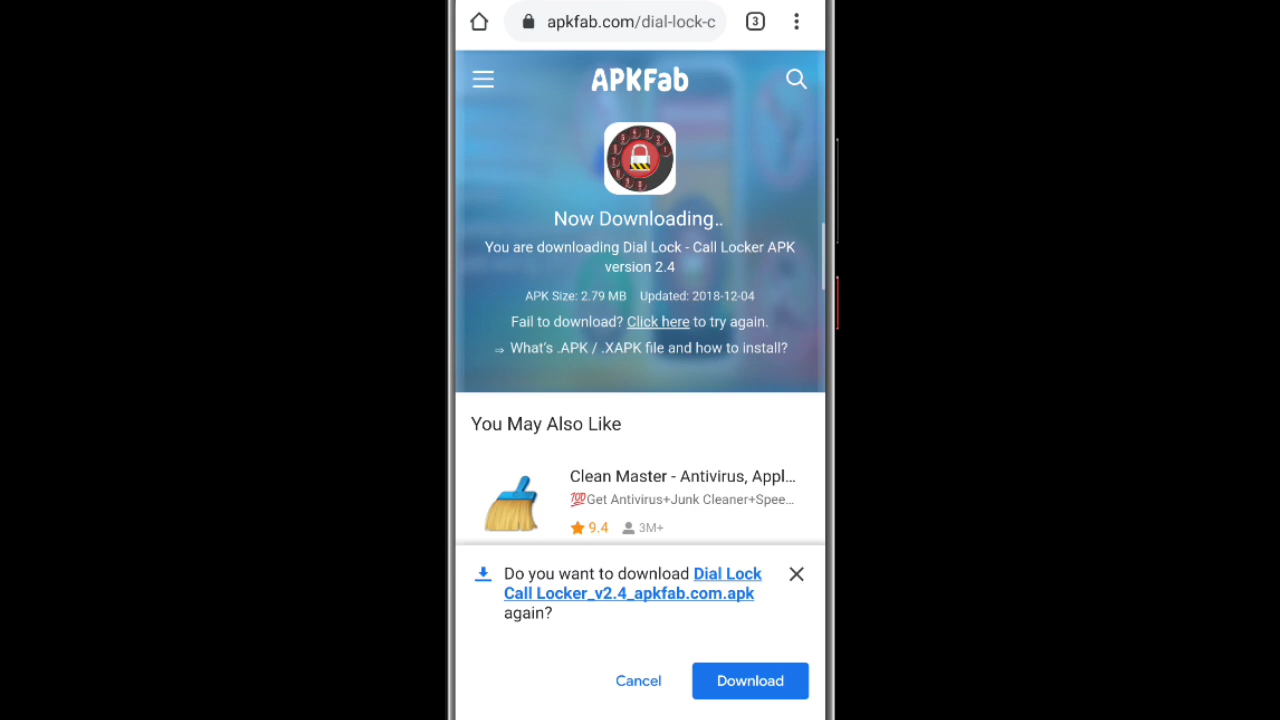 apkfab.com/dial-lock-c
3
APKFab
Now Downloading..
You are downloading Dial Lock - Call Locker APK
version 2.4
APK Size: 2.79 MB Updated: 2018-12-04
Fail to download? Click here to try again.
⇒ What's .APK / .XAPK file and how to install?
You May Also Like
Clean Master - Antivirus, Appl...
💯Get Antivirus+Junk Cleaner+Spee...
9.4 3M+
Do you want to download Dial Lock
Call Locker_v2.4_apkfab.com.apk
again?
Cancel Download